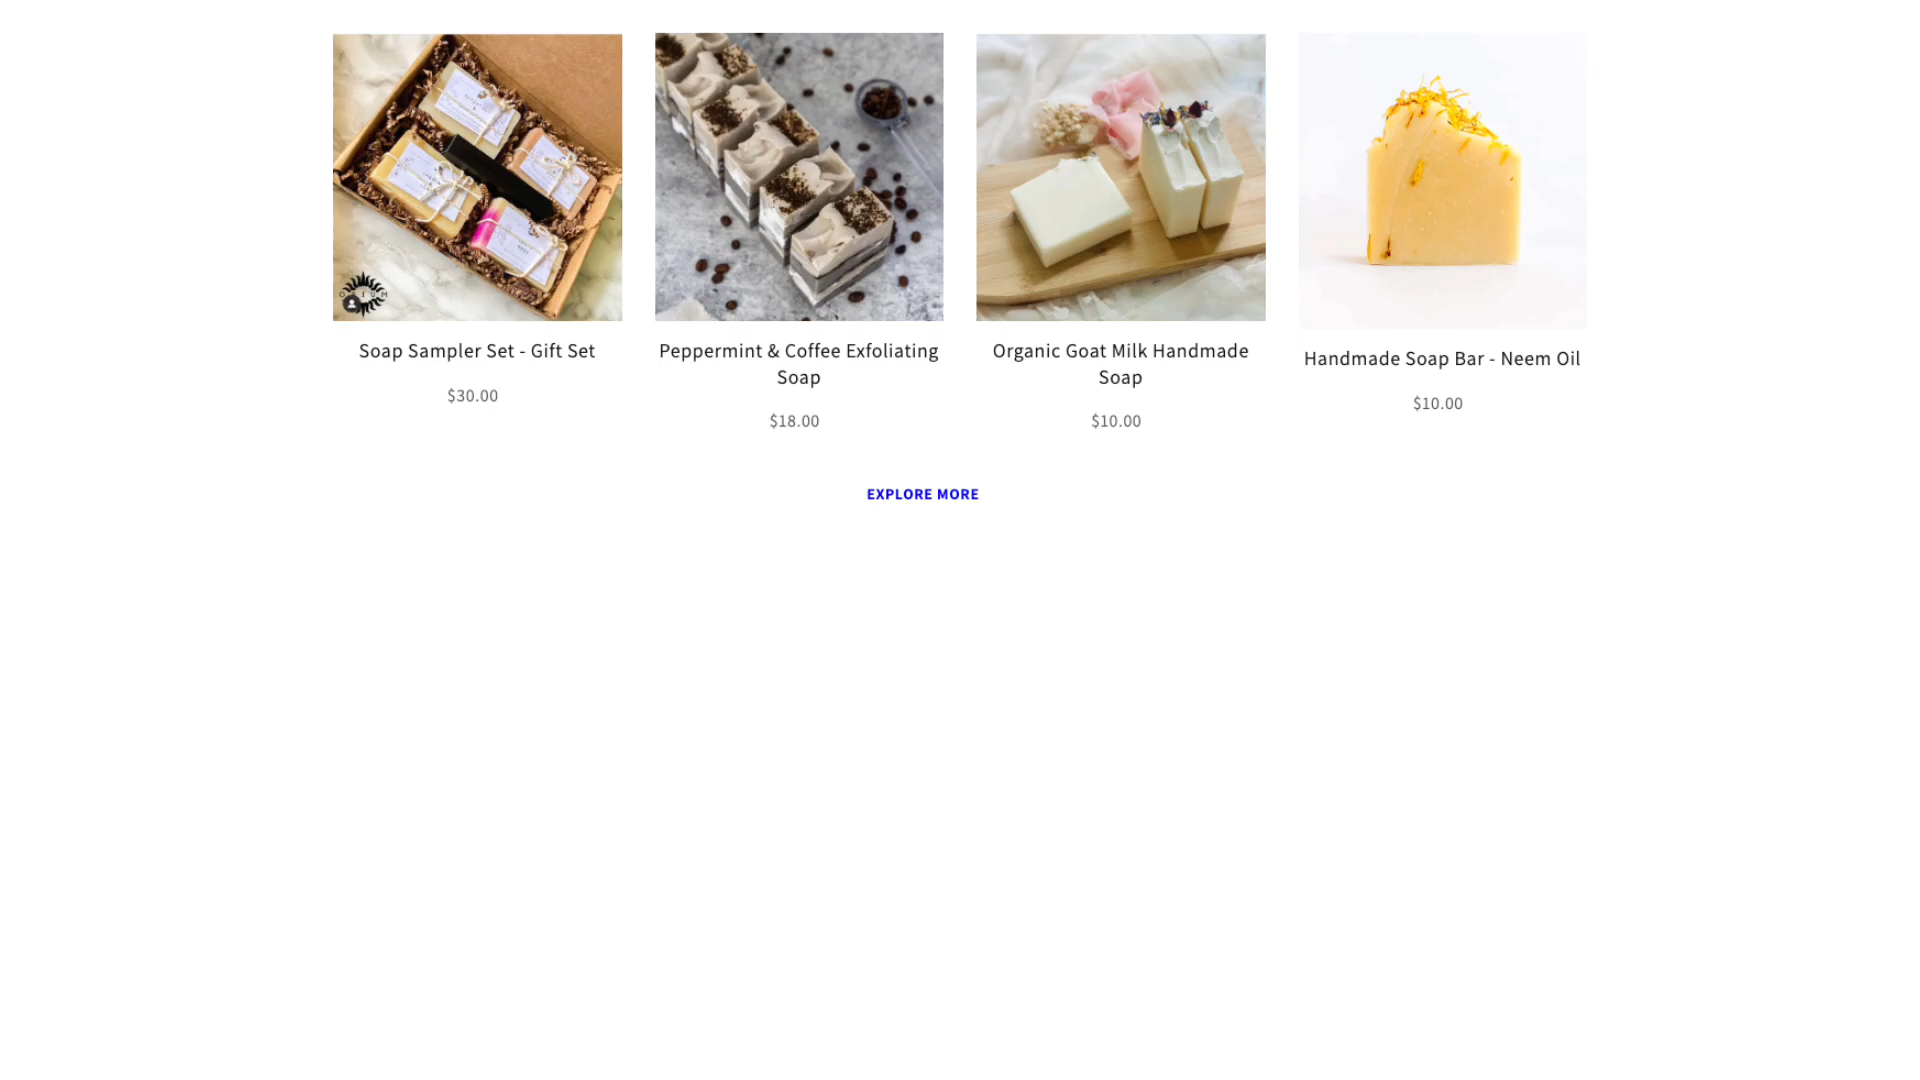 Soap Sampler Set - Gift Set
$30.00
Peppermint & Coffee Exfoliating
Soap
$18.00
Organic Goat Milk Handmade
Soap
$10.00
Handmade Soap Bar - Neem Oil
$10.00
EXPLORE MORE